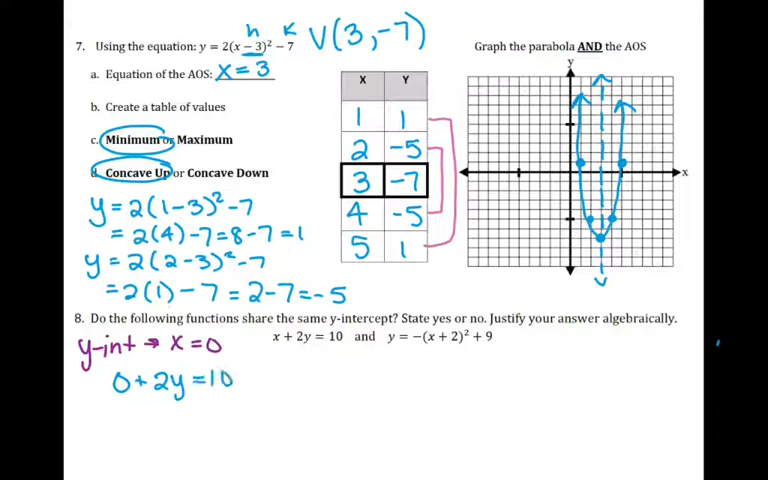 h k
7. Using the equation: y = 2(x − 3)² − 7 V(3, −7)
Graph the parabola AND the AOS
a. Equation of the AOS: x = 3
b. Create a table of values
c. Minimum or Maximum
d. Concave Up or Concave Down
X Y
1 1
2 −5
3 −7
4 −5
5 1
y
x
y = 2(1−3)² −7
= 2(4) −7 = 8 −7 = 1
y = 2(2−3)² −7
= 2(1) − 7 = 2−7 = −5
8. Do the following functions share the same y-intercept? State yes or no. Justify your answer algebraically.
x + 2y = 10 and y = −(x + 2)² + 9
y-int → x = 0
0 + 2y = 10